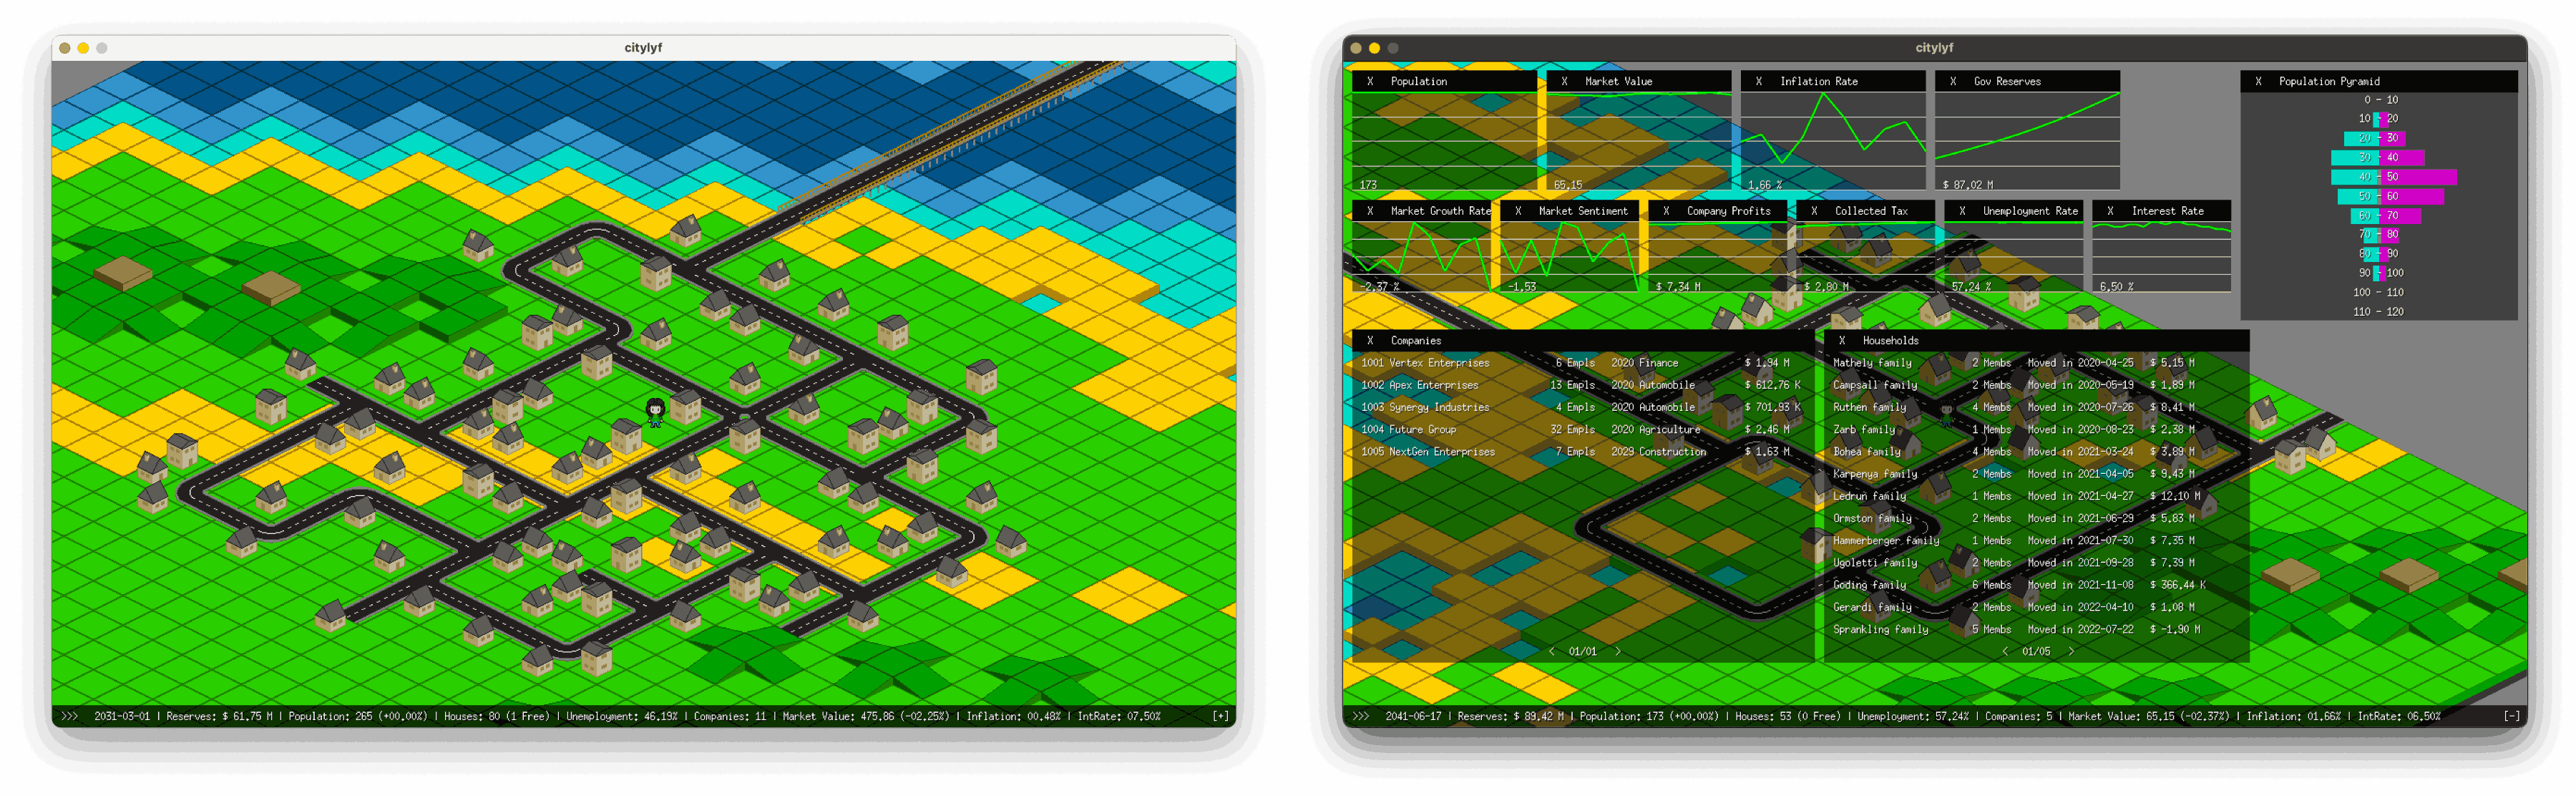 citylyf
>>> 2031-03-01 | Reserves: $ 61.75 M | Population: 265 (+00.00%) | Houses: 80 (1 Free) | Unemployment: 46.19% | Companies: 11 | Market Value: 475.86 (-02.25%) | Inflation: 00.48% | IntRate: 07.50% [+]
citylyf
X Population X Market Value X Inflation Rate X Gov Reserves
173 65.15 1.66 % $ 87.02 M
X Market Growth Rate X Market Sentiment X Company Profits X Collected Tax X Unemployment Rate X Interest Rate
-2.37 % -1.53 $ 7.34 M $ 2.80 M 57.24 % 6.50 %
X Population Pyramid
0 - 10
10 - 20
20 - 30
30 - 40
40 - 50
50 - 60
60 - 70
70 - 80
80 - 90
90 - 100
100 - 110
110 - 120
X Companies
1001 Vertex Enterprises 6 Empls 2020 Finance $ 1.94 M
1002 Apex Enterprises 13 Empls 2020 Automobile $ 612.76 K
1003 Synergy Industries 4 Empls 2020 Automobile $ 701.93 K
1004 Future Group 32 Empls 2020 Agriculture $ 2.46 M
1005 NextGen Enterprises 7 Empls 2029 Construction $ 1.63 M
< 01/01 >
X Households
Mathely family 2 Membs Moved in 2020-04-25 $ 5.15 M
Campsall family 2 Membs Moved in 2020-05-19 $ 1.89 M
Ruthen family 4 Membs Moved in 2020-07-26 $ 8.41 M
Zarb family 1 Membs Moved in 2020-08-23 $ 2.38 M
Bohea family 4 Membs Moved in 2021-03-24 $ 3.89 M
Karpenya family 2 Membs Moved in 2021-04-05 $ 9.43 M
Ledrun family 1 Membs Moved in 2021-04-27 $ 12.10 M
Ormston family 2 Membs Moved in 2021-06-29 $ 5.83 M
Hammerberger family 1 Membs Moved in 2021-07-30 $ 7.35 M
Ugoletti family 2 Membs Moved in 2021-09-28 $ 7.39 M
Goding family 6 Membs Moved in 2021-11-08 $ 366.44 K
Gerardi family 2 Membs Moved in 2022-04-10 $ 1.08 M
Sprankling family 5 Membs Moved in 2022-07-22 $ -1.90 M
< 01/05 >
>>> 2041-06-17 | Reserves: $ 89.42 M | Population: 173 (+00.00%) | Houses: 53 (0 Free) | Unemployment: 57.24% | Companies: 5 | Market Value: 65.15 (-02.37%) | Inflation: 01.66% | IntRate: 06.50% [-]